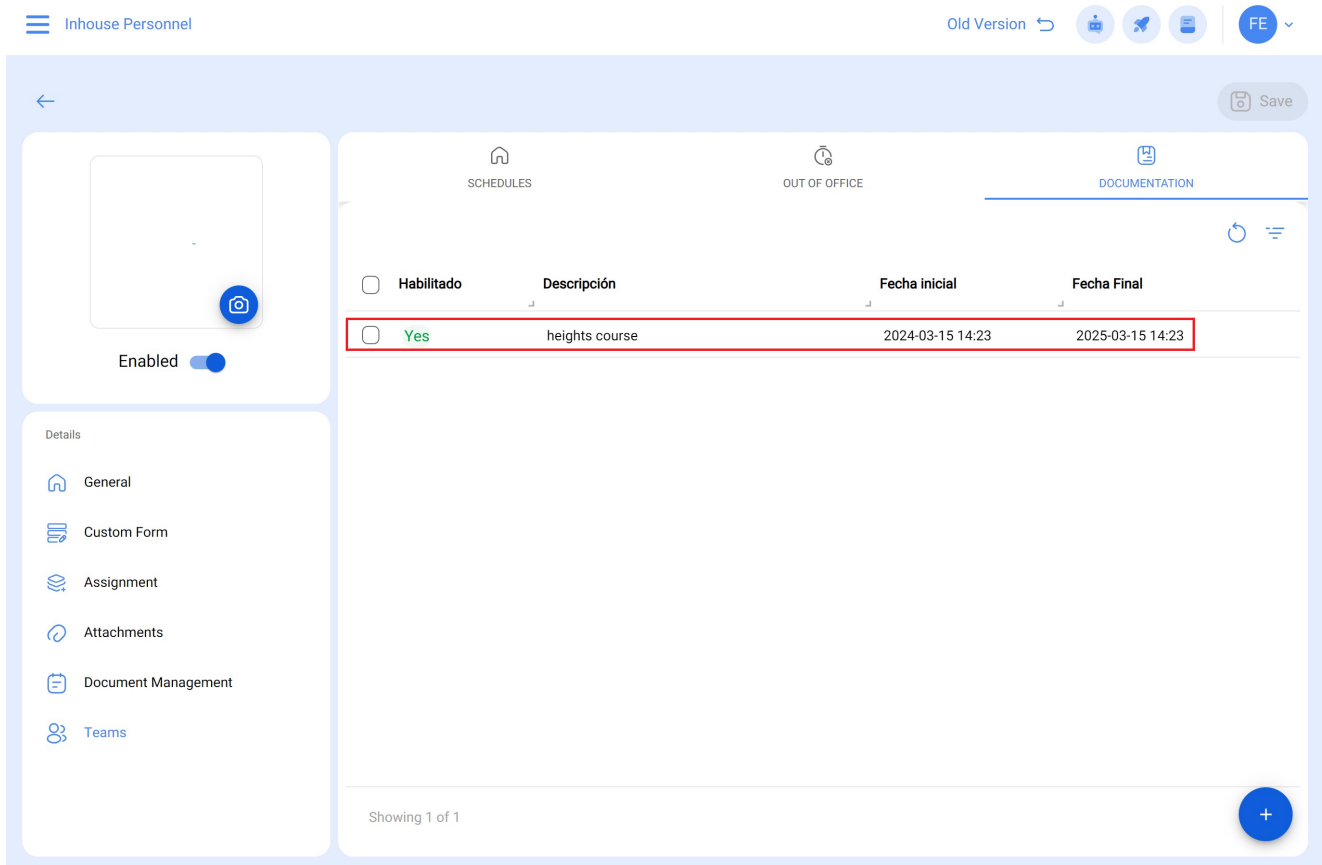 Inhouse Personnel
Old Version
FE
Save
SCHEDULES
OUT OF OFFICE
DOCUMENTATION
-
Enabled
Habilitado Descripción Fecha inicial Fecha Final
Yes heights course 2024-03-15 14:23 2025-03-15 14:23
Details
General
Custom Form
Assignment
Attachments
Document Management
Teams
Showing 1 of 1
+